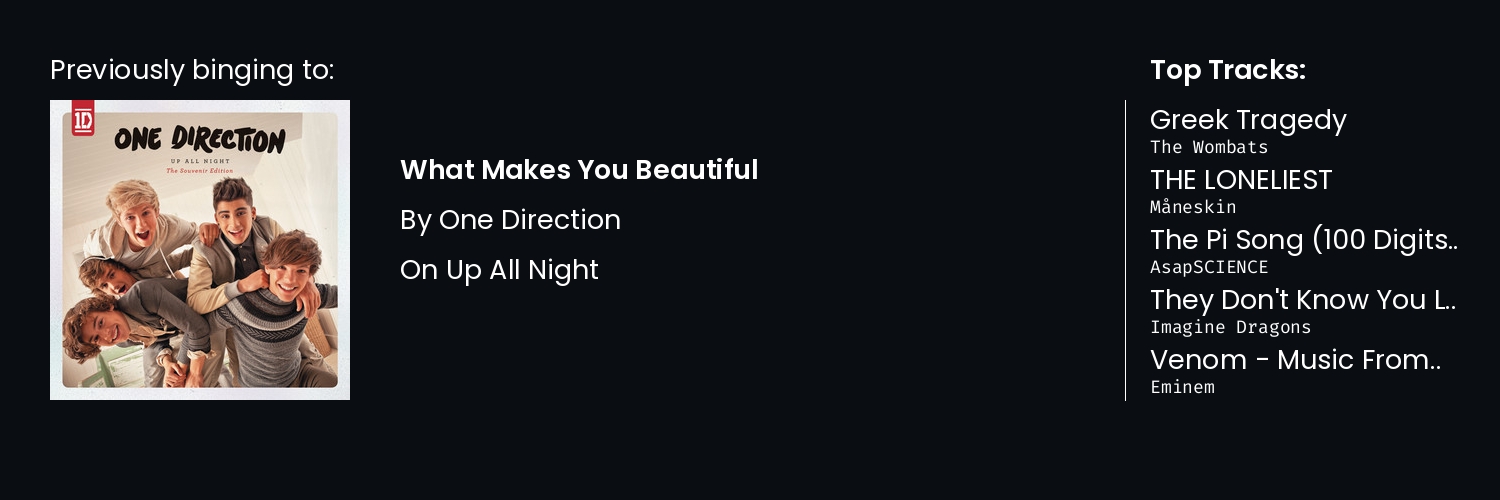 Previously binging to:
1D
ONE DIRECTION
UP ALL NIGHT
The Souvenir Edition
What Makes You Beautiful
By One Direction
On Up All Night
Top Tracks:
Greek Tragedy
The Wombats
THE LONELIEST
Måneskin
The Pi Song (100 Digits..
AsapSCIENCE
They Don't Know You L..
Imagine Dragons
Venom - Music From..
Eminem